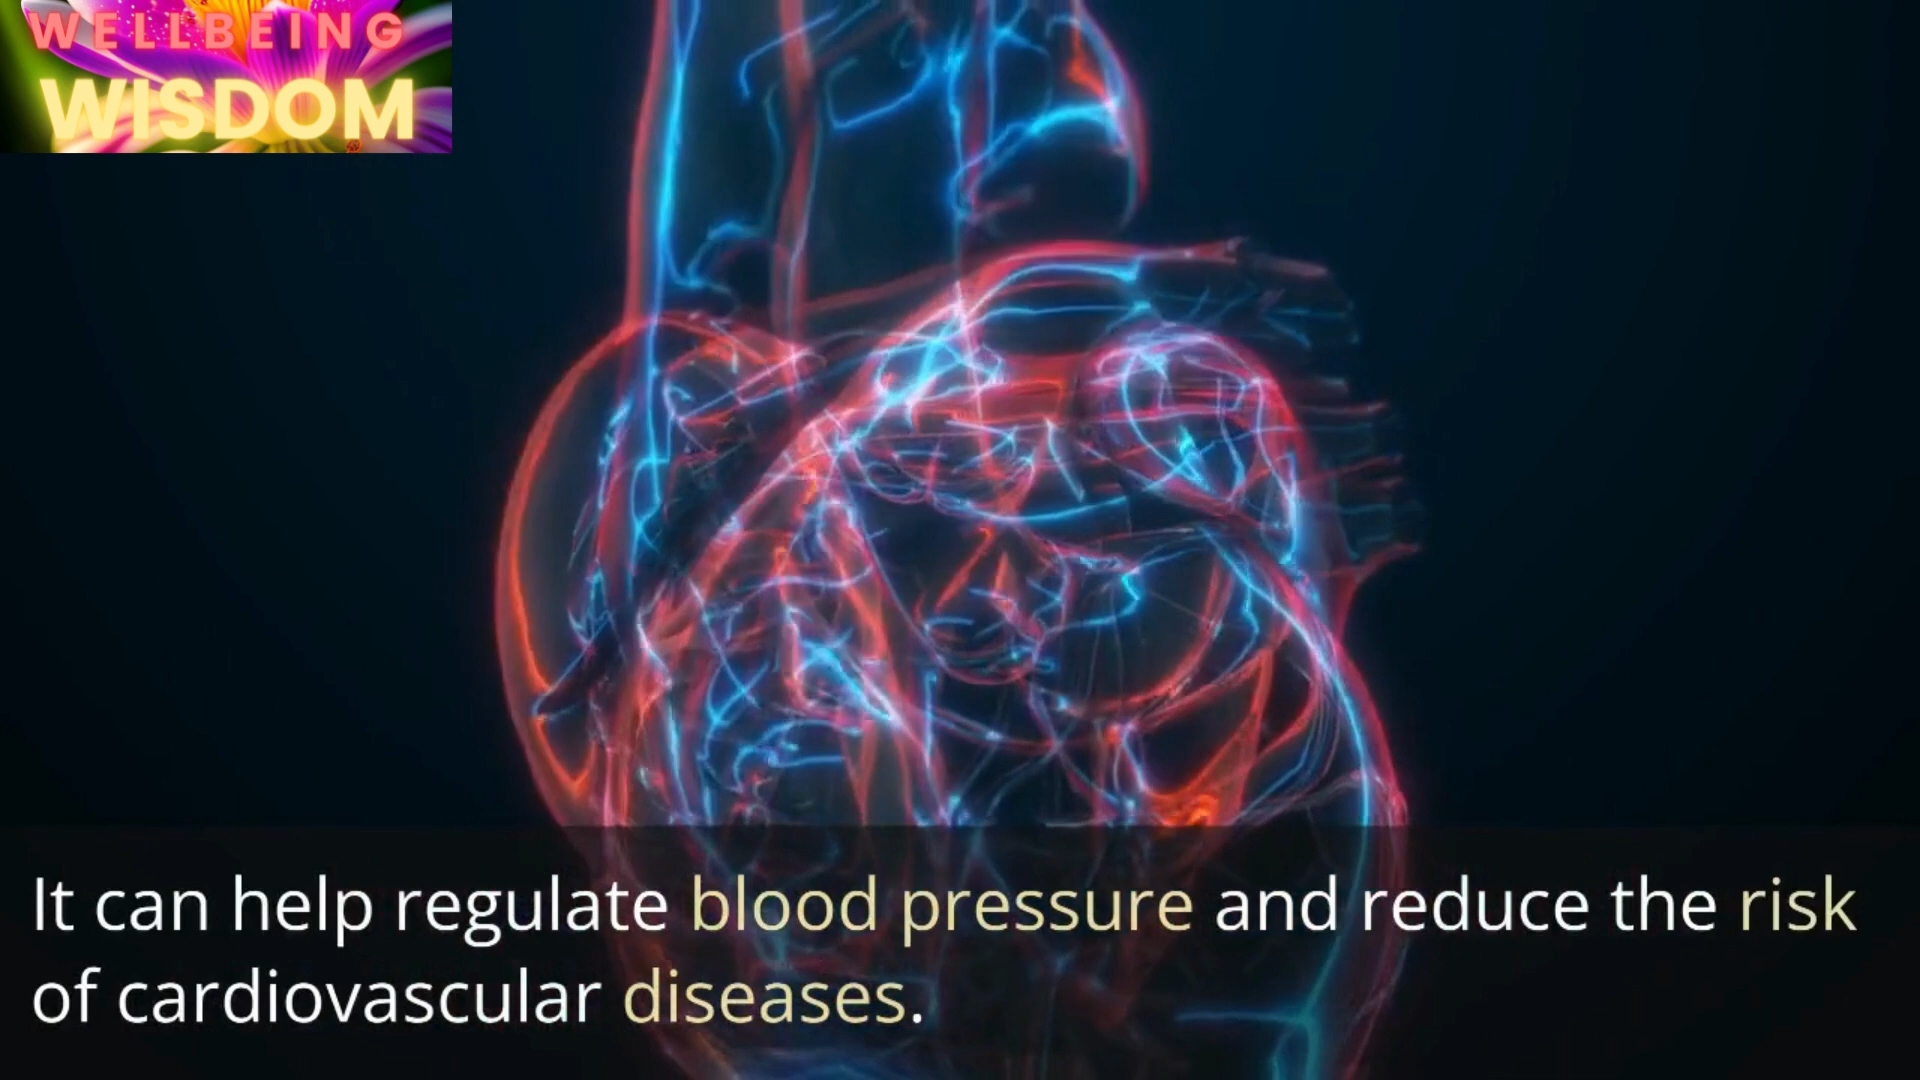 WELLBEING
WISDOM
It can help regulate blood pressure and reduce the risk
of cardiovascular diseases.